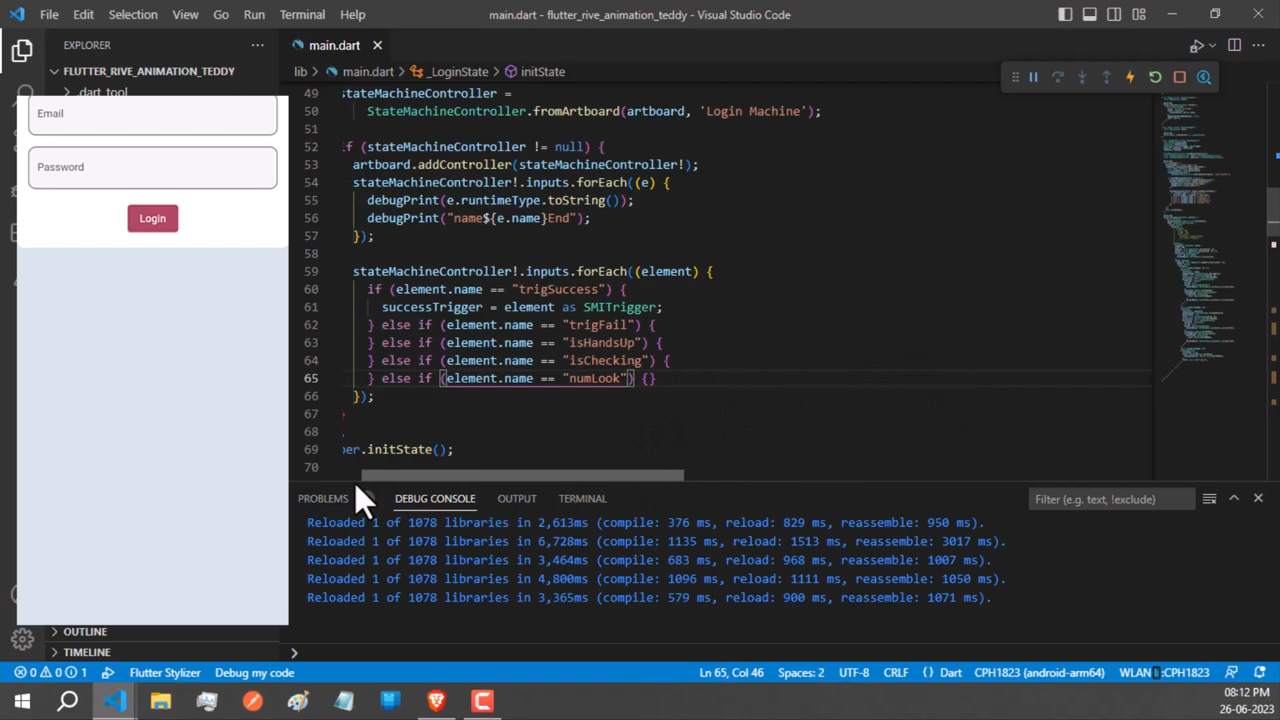 File Edit Selection View Go Run Terminal Help main.dart - flutter_rive_animation_teddy - Visual Studio Code
EXPLORER
main.dart
FLUTTER_RIVE_ANIMATION_TEDDY
lib > main.dart > _LoginState > initState
.dart_tool
Email
Password
Login
49 stateMachineController =
50 StateMachineController.fromArtboard(artboard, 'Login Machine');
51
52 if (stateMachineController != null) {
53 artboard.addController(stateMachineController!);
54 stateMachineController!.inputs.forEach((e) {
55 debugPrint(e.runtimeType.toString());
56 debugPrint("name${e.name}End");
57 });
58
59 stateMachineController!.inputs.forEach((element) {
60 if (element.name == "trigSuccess") {
61 successTrigger = element as SMITrigger;
62 } else if (element.name == "trigFail") {
63 } else if (element.name == "isHandsUp") {
64 } else if (element.name == "isChecking") {
65 } else if (element.name == "numLook") {}
66 });
67 }
68
69 per.initState();
70
PROBLEMS DEBUG CONSOLE OUTPUT TERMINAL Filter (e.g. text, !exclude)
Reloaded 1 of 1078 libraries in 2,613ms (compile: 376 ms, reload: 829 ms, reassemble: 950 ms).
Reloaded 1 of 1078 libraries in 6,728ms (compile: 1135 ms, reload: 1513 ms, reassemble: 3017 ms).
Reloaded 1 of 1078 libraries in 3,464ms (compile: 683 ms, reload: 968 ms, reassemble: 1007 ms).
Reloaded 1 of 1078 libraries in 4,800ms (compile: 1096 ms, reload: 1111 ms, reassemble: 1050 ms).
Reloaded 1 of 1078 libraries in 3,365ms (compile: 579 ms, reload: 900 ms, reassemble: 1071 ms).
OUTLINE
TIMELINE
0 0 1 Flutter Stylizer Debug my code Ln 65, Col 46 Spaces: 2 UTF-8 CRLF {} Dart CPH1823 (android-arm64) WLAN :CPH1823
08:12 PM
26-06-2023